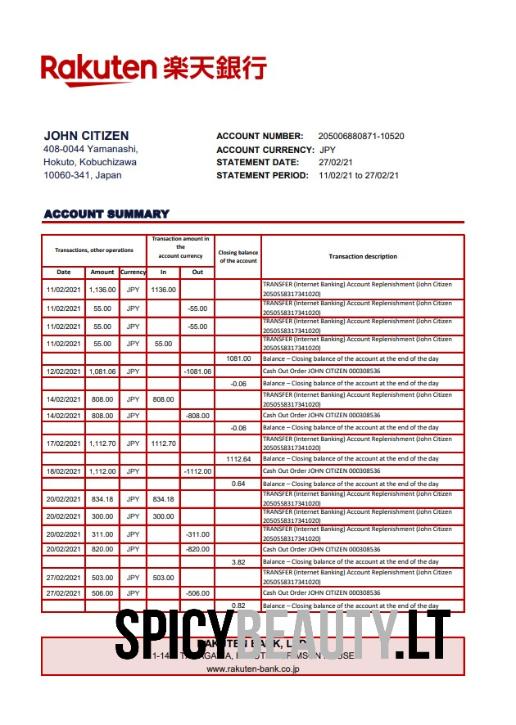 Rakuten 楽天銀行
JOHN CITIZEN
408-0044 Yamanashi,
Hokuto, Kobuchizawa
10060-341, Japan
ACCOUNT NUMBER: 205006880871-10520
ACCOUNT CURRENCY: JPY
STATEMENT DATE: 27/02/21
STATEMENT PERIOD: 11/02/21 to 27/02/21
ACCOUNT SUMMARY
Transactions, other operations
Transaction amount in
the
account currency
Closing balance
of the account
Transaction description
Date Amount Currency In Out
11/02/2021 1,136.00 JPY 1136.00 TRANSFER (Internet Banking) Account Replenishment (John Citizen
2050558317341020)
11/02/2021 55.00 JPY -55.00 TRANSFER (Internet Banking) Account Replenishment (John Citizen
2050558317341020)
11/02/2021 55.00 JPY -55.00 TRANSFER (Internet Banking) Account Replenishment (John Citizen
2050558317341020)
11/02/2021 55.00 JPY 55.00 TRANSFER (Internet Banking) Account Replenishment (John Citizen
2050558317341020)
1081.00 Balance – Closing balance of the account at the end of the day
12/02/2021 1,081.06 JPY -1081.06 Cash Out Order JOHN CITIZEN 000308536
-0.06 Balance – Closing balance of the account at the end of the day
14/02/2021 808.00 JPY 808.00 TRANSFER (Internet Banking) Account Replenishment (John Citizen
2050558317341020)
14/02/2021 808.00 JPY -808.00 Cash Out Order JOHN CITIZEN 000308536
-0.06 Balance – Closing balance of the account at the end of the day
17/02/2021 1,112.70 JPY 1112.70 TRANSFER (Internet Banking) Account Replenishment (John Citizen
2050558317341020)
1112.64 Balance – Closing balance of the account at the end of the day
18/02/2021 1,112.00 JPY -1112.00 Cash Out Order JOHN CITIZEN 000308536
0.64 Balance – Closing balance of the account at the end of the day
20/02/2021 834.18 JPY 834.18 TRANSFER (Internet Banking) Account Replenishment (John Citizen
2050558317341020)
20/02/2021 300.00 JPY 300.00 TRANSFER (Internet Banking) Account Replenishment (John Citizen
2050558317341020)
20/02/2021 311.00 JPY -311.00 TRANSFER (Internet Banking) Account Replenishment (John Citizen
2050558317341020)
20/02/2021 820.00 JPY -820.00 Cash Out Order JOHN CITIZEN 000308536
3.82 Balance – Closing balance of the account at the end of the day
27/02/2021 503.00 JPY 503.00 TRANSFER (Internet Banking) Account Replenishment (John Citizen
2050558317341020)
27/02/2021 506.00 JPY -506.00 Cash Out Order JOHN CITIZEN 000308536
0.82 Balance – Closing balance of the account at the end of the day
SPICYBEAUTY.LT
www.rakuten-bank.co.jp